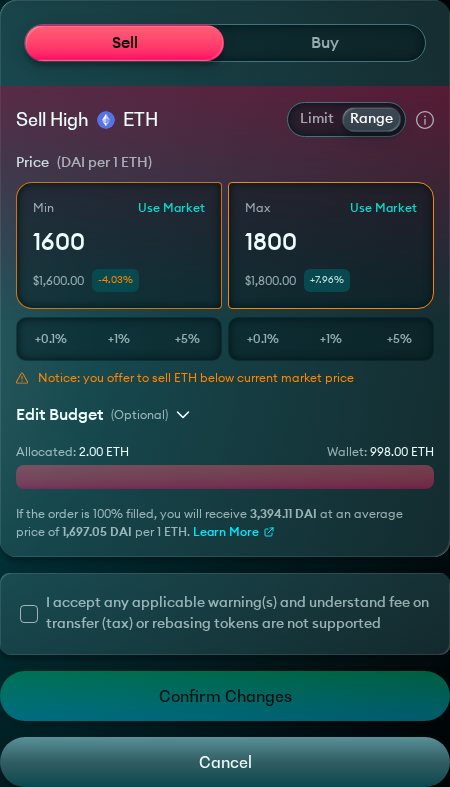 Sell Buy
Sell High ETH Limit Range
Price (DAI per 1 ETH)
Min Use Market Max Use Market
1600 1800
$1,600.00 -4.03% $1,800.00 +7.96%
+0.1% +1% +5% +0.1% +1% +5%
Notice: you offer to sell ETH below current market price
Edit Budget (Optional)
Allocated: 2.00 ETH Wallet: 998.00 ETH
If the order is 100% filled, you will receive 3,394.11 DAI at an average
price of 1,697.05 DAI per 1 ETH. Learn More
I accept any applicable warning(s) and understand fee on
transfer (tax) or rebasing tokens are not supported
Confirm Changes
Cancel